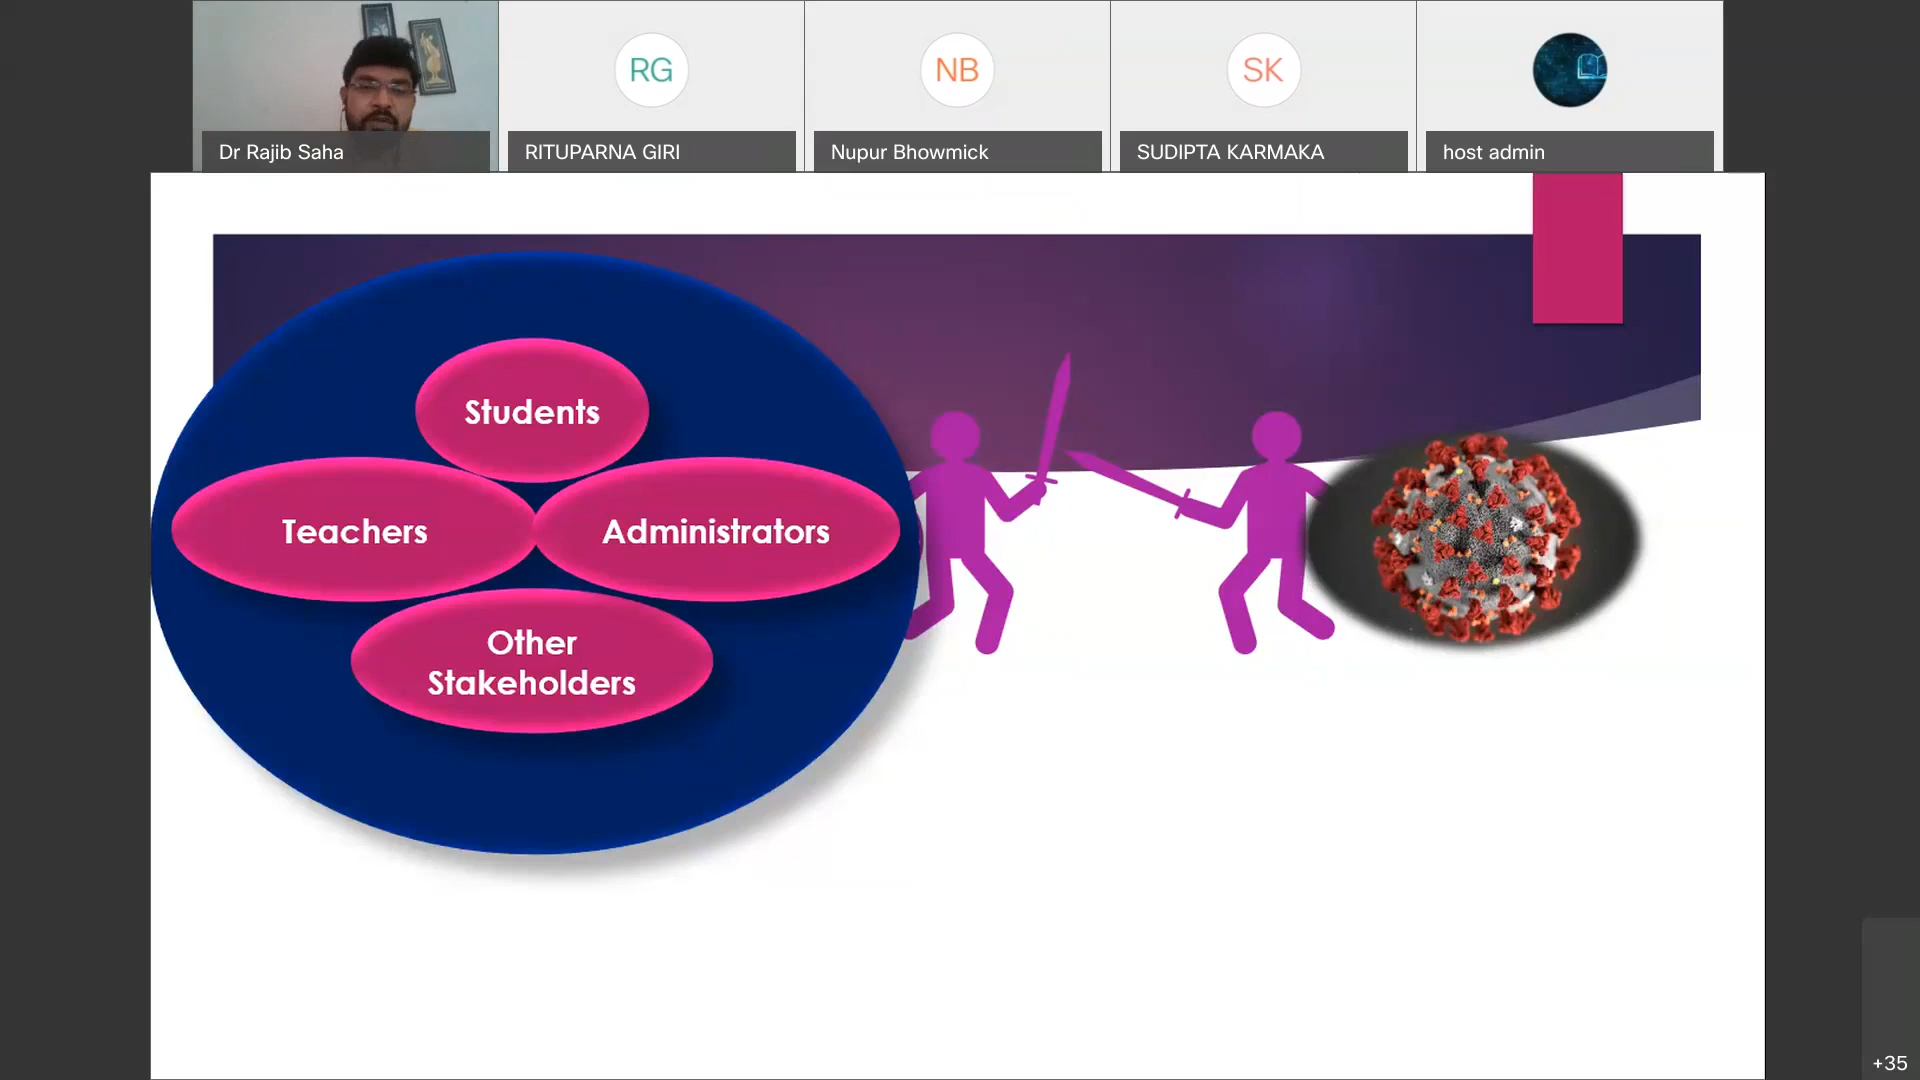 RG
NB
SK
Dr Rajib Saha
RITUPARNA GIRI
Nupur Bhowmick
SUDIPTA KARMAKA
host admin
Students
Teachers
Administrators
Other
Stakeholders
+35